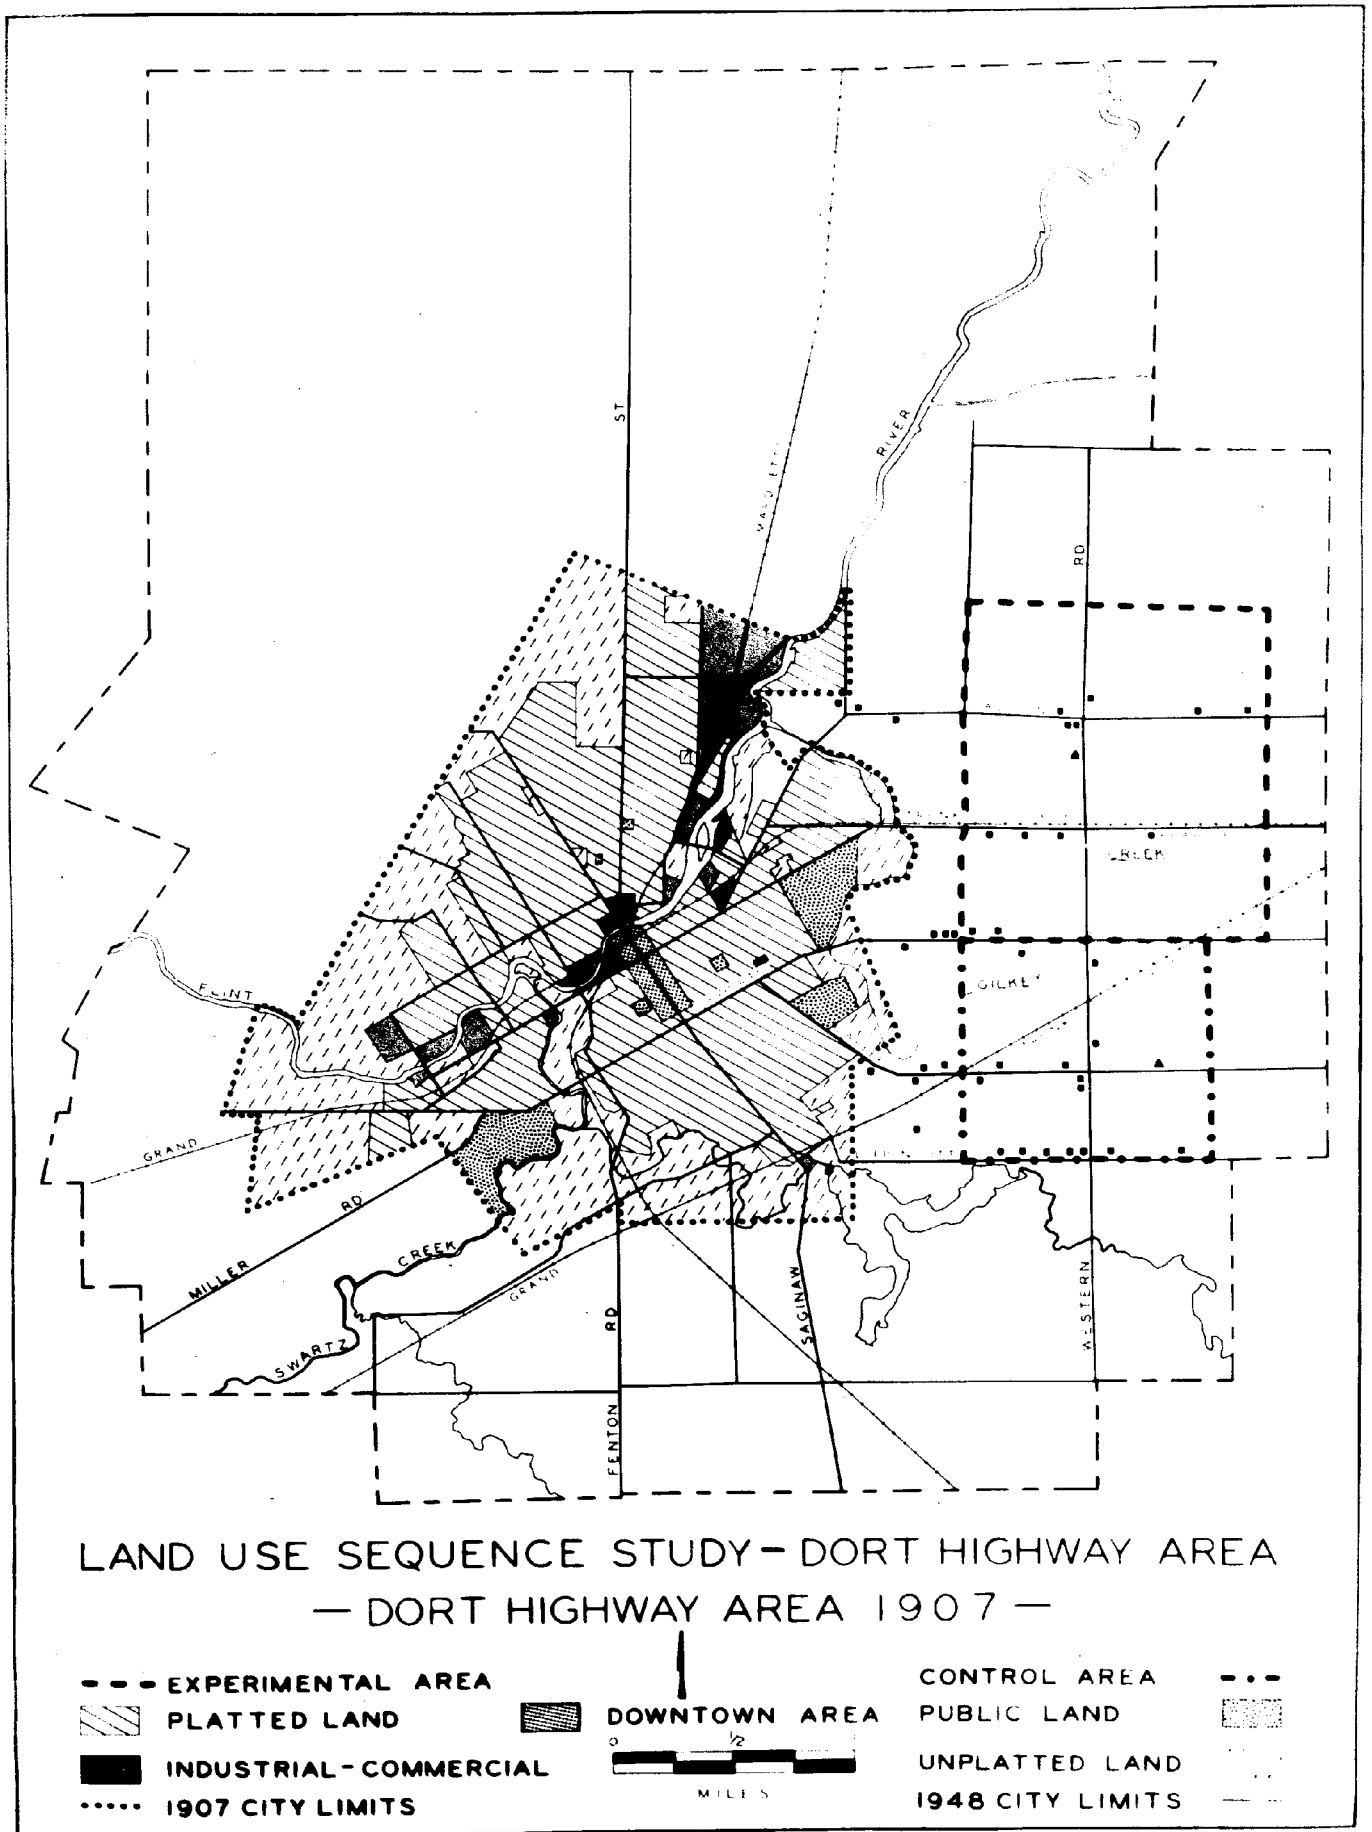 ST
RIVER
RD
CREEK
GILKEY
FLINT
GRAND
MILLER RD
SWARTZ CREEK
GRAND
FENTON RD
SAGINAW
WESTERN
LAND USE SEQUENCE STUDY – DORT HIGHWAY AREA
— DORT HIGHWAY AREA 1907 —
EXPERIMENTAL AREA
PLATTED LAND
INDUSTRIAL-COMMERCIAL
1907 CITY LIMITS
DOWNTOWN AREA
0 1/2
MILES
CONTROL AREA
PUBLIC LAND
UNPLATTED LAND
1948 CITY LIMITS